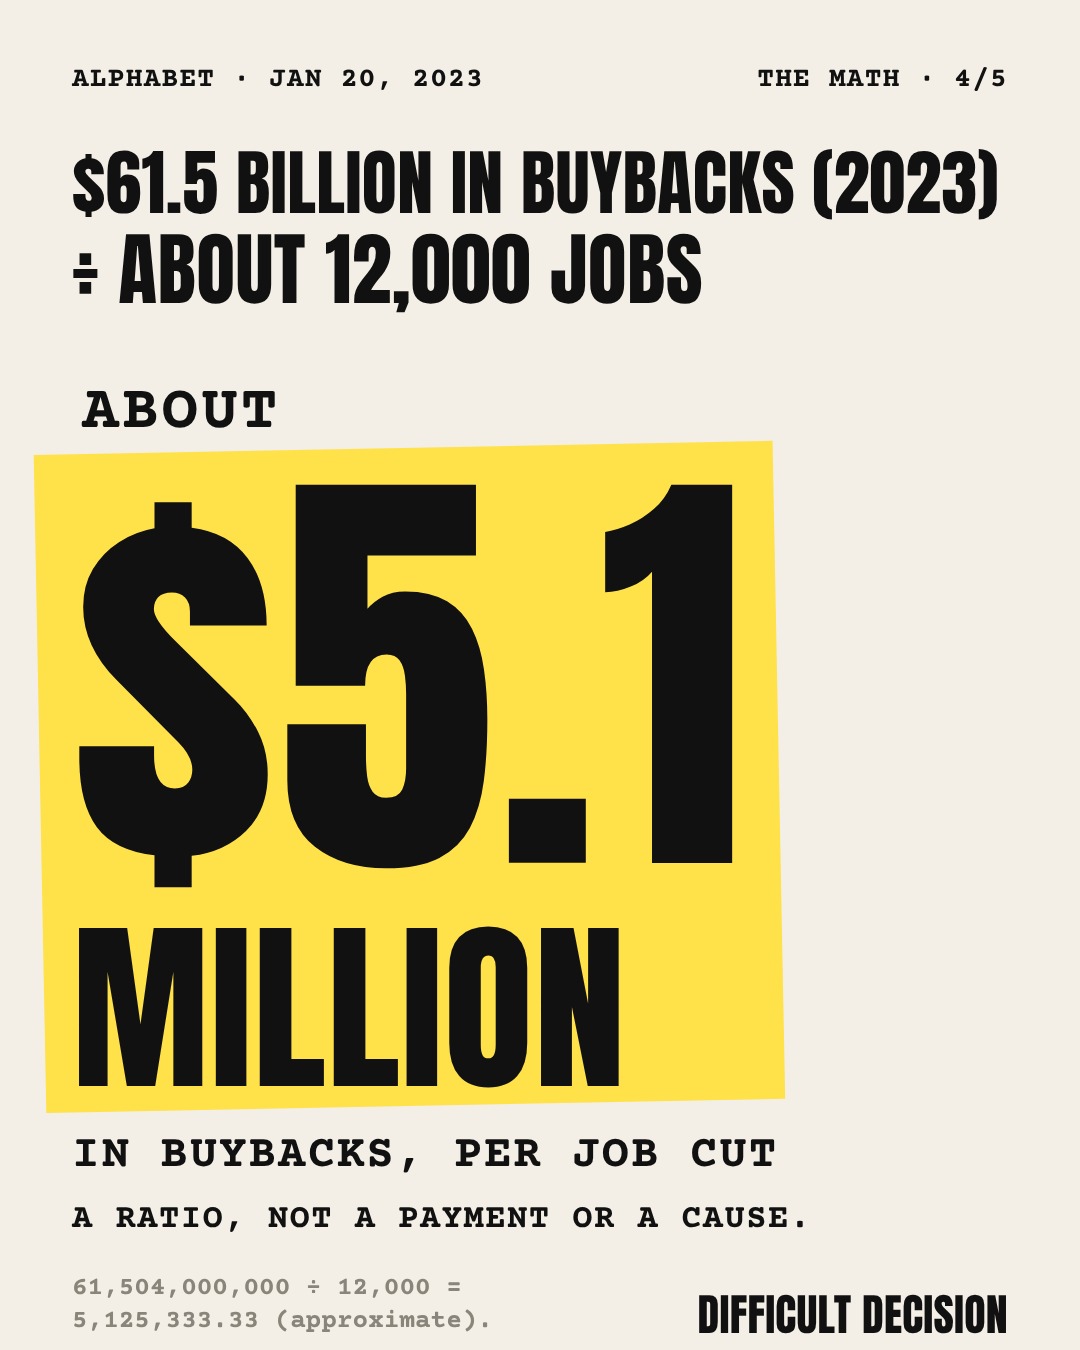 ALPHABET · JAN 20, 2023
THE MATH · 4/5
$61.5 BILLION IN BUYBACKS (2023)
÷ ABOUT 12,000 JOBS
ABOUT
$5.1
MILLION
IN BUYBACKS, PER JOB CUT
A RATIO, NOT A PAYMENT OR A CAUSE.
61,504,000,000 ÷ 12,000 =
5,125,333.33 (approximate).
DIFFICULT DECISION